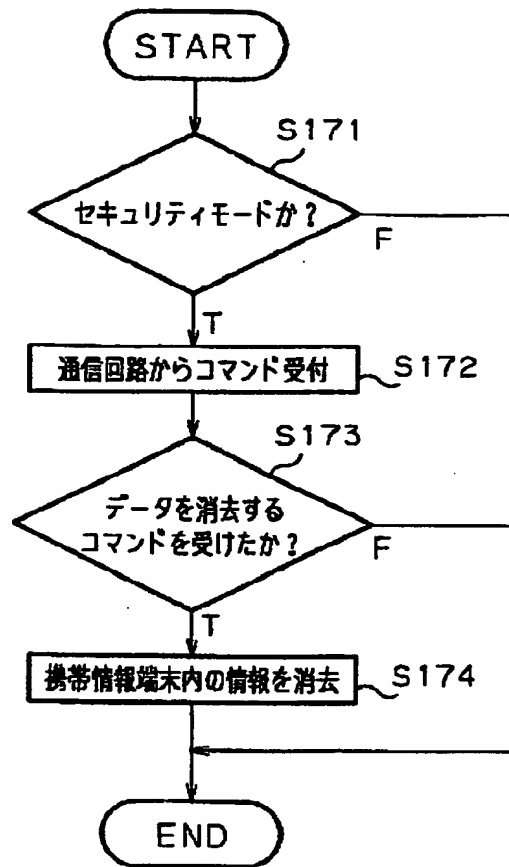 START
S171
セキュリティモードか?
F
T
通信回路からコマンド受付
S172
S173
データを消去する
コマンドを受けたか?
F
T
携帯情報端末内の情報を消去
S174
END